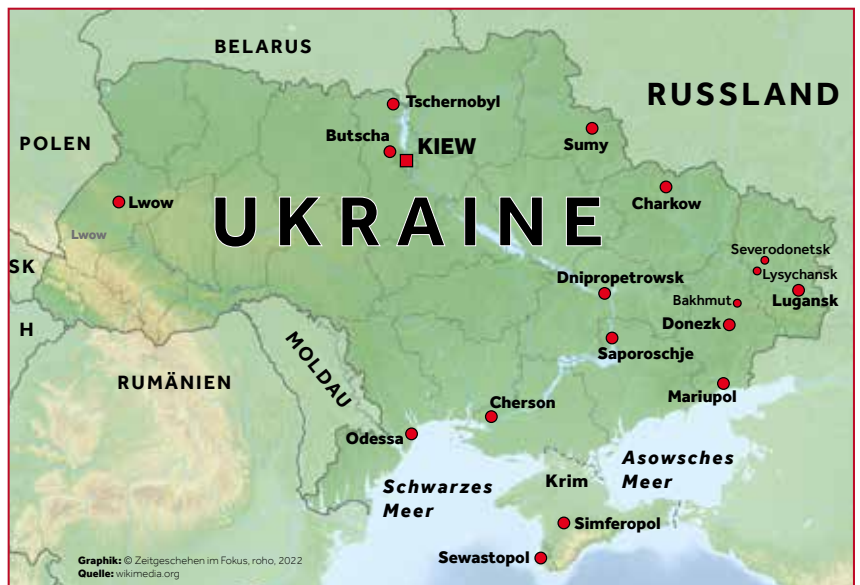 BELARUS
RUSSLAND
Tschernobyl
POLEN
Butscha
KIEW
Sumy
Lwow
Charkow
UKRAINE
Lwow
Severodonetsk
SK
Lysychansk
Dnipropetrowsk
Lugansk
Bakhmut
Donezk
H
Saporoschje
MOLDAU
RUMÄNIEN
Mariupol
Cherson
Odessa
Asowsches
Meer
Krim
Schwarzes
Meer
Simferopol
Sewastopol
Graphik: © Zeitgeschehen im Fokus, roho, 2022
Quelle: wikimedia.org